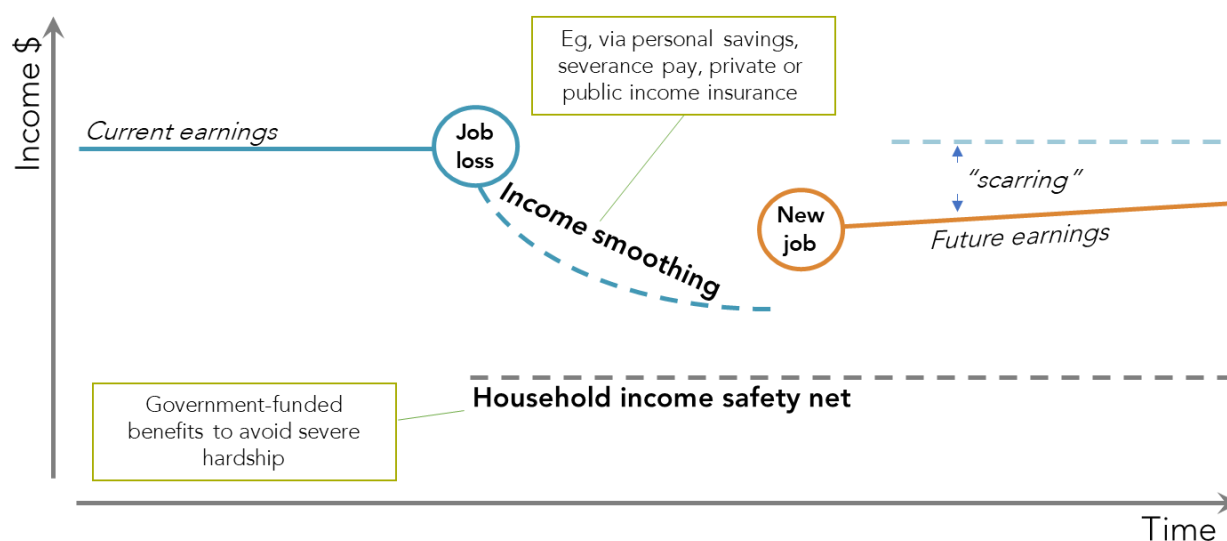 Income $
Eg, via personal savings,
severance pay, private or
public income insurance
Current earnings
Job
loss
Income smoothing
New
job
“scarring”
Future earnings
Household income safety net
Government-funded
benefits to avoid severe
hardship
Time